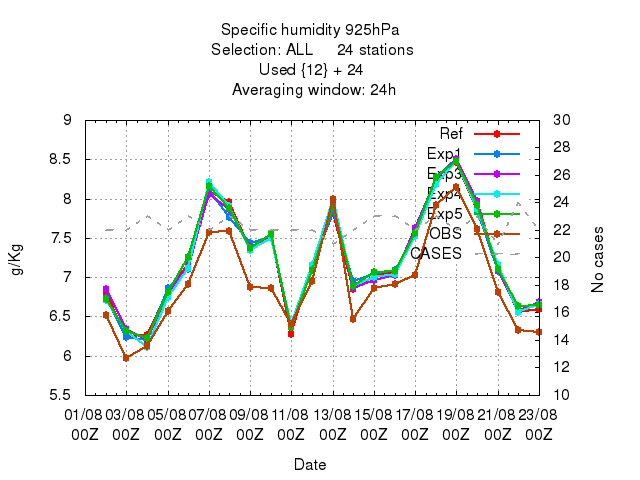 Specific humidity 925hPa
Selection: ALL 24 stations
Used {12} + 24
Averaging window: 24h
9
8.5
8
7.5
7
6.5
6
5.5
g/Kg
30
28
26
24
22
20
18
16
14
12
10
No cases
Ref
Exp1
Exp3
Exp4
Exp5
OBS
CASES
01/08 03/08 05/08 07/08 09/08 11/08 13/08 15/08 17/08 19/08 21/08 23/08
00Z 00Z 00Z 00Z 00Z 00Z 00Z 00Z 00Z 00Z 00Z 00Z
Date